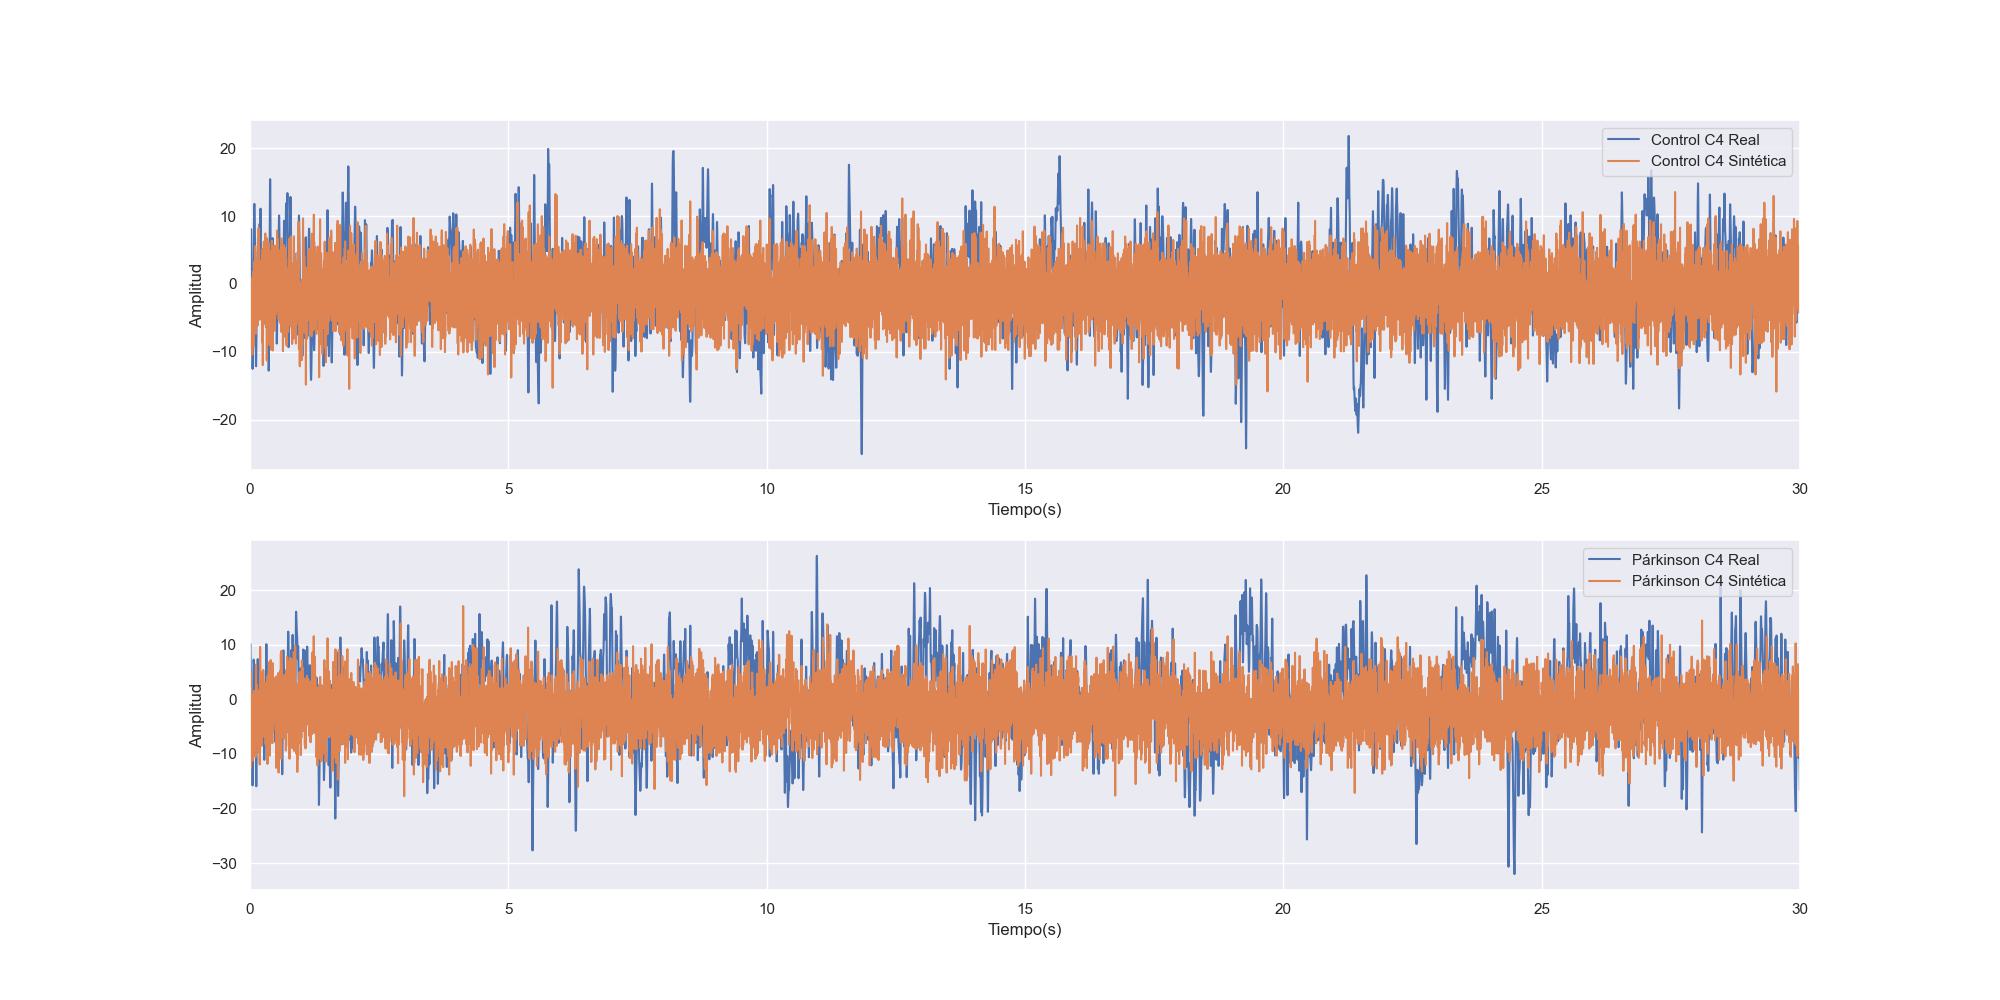 Control C4 Real
Control C4 Sintética
20
10
0
−10
−20
Amplitud
0 5 10 15 20 25 30
Tiempo(s)
Párkinson C4 Real
Párkinson C4 Sintética
20
10
0
−10
−20
−30
Amplitud
0 5 10 15 20 25 30
Tiempo(s)